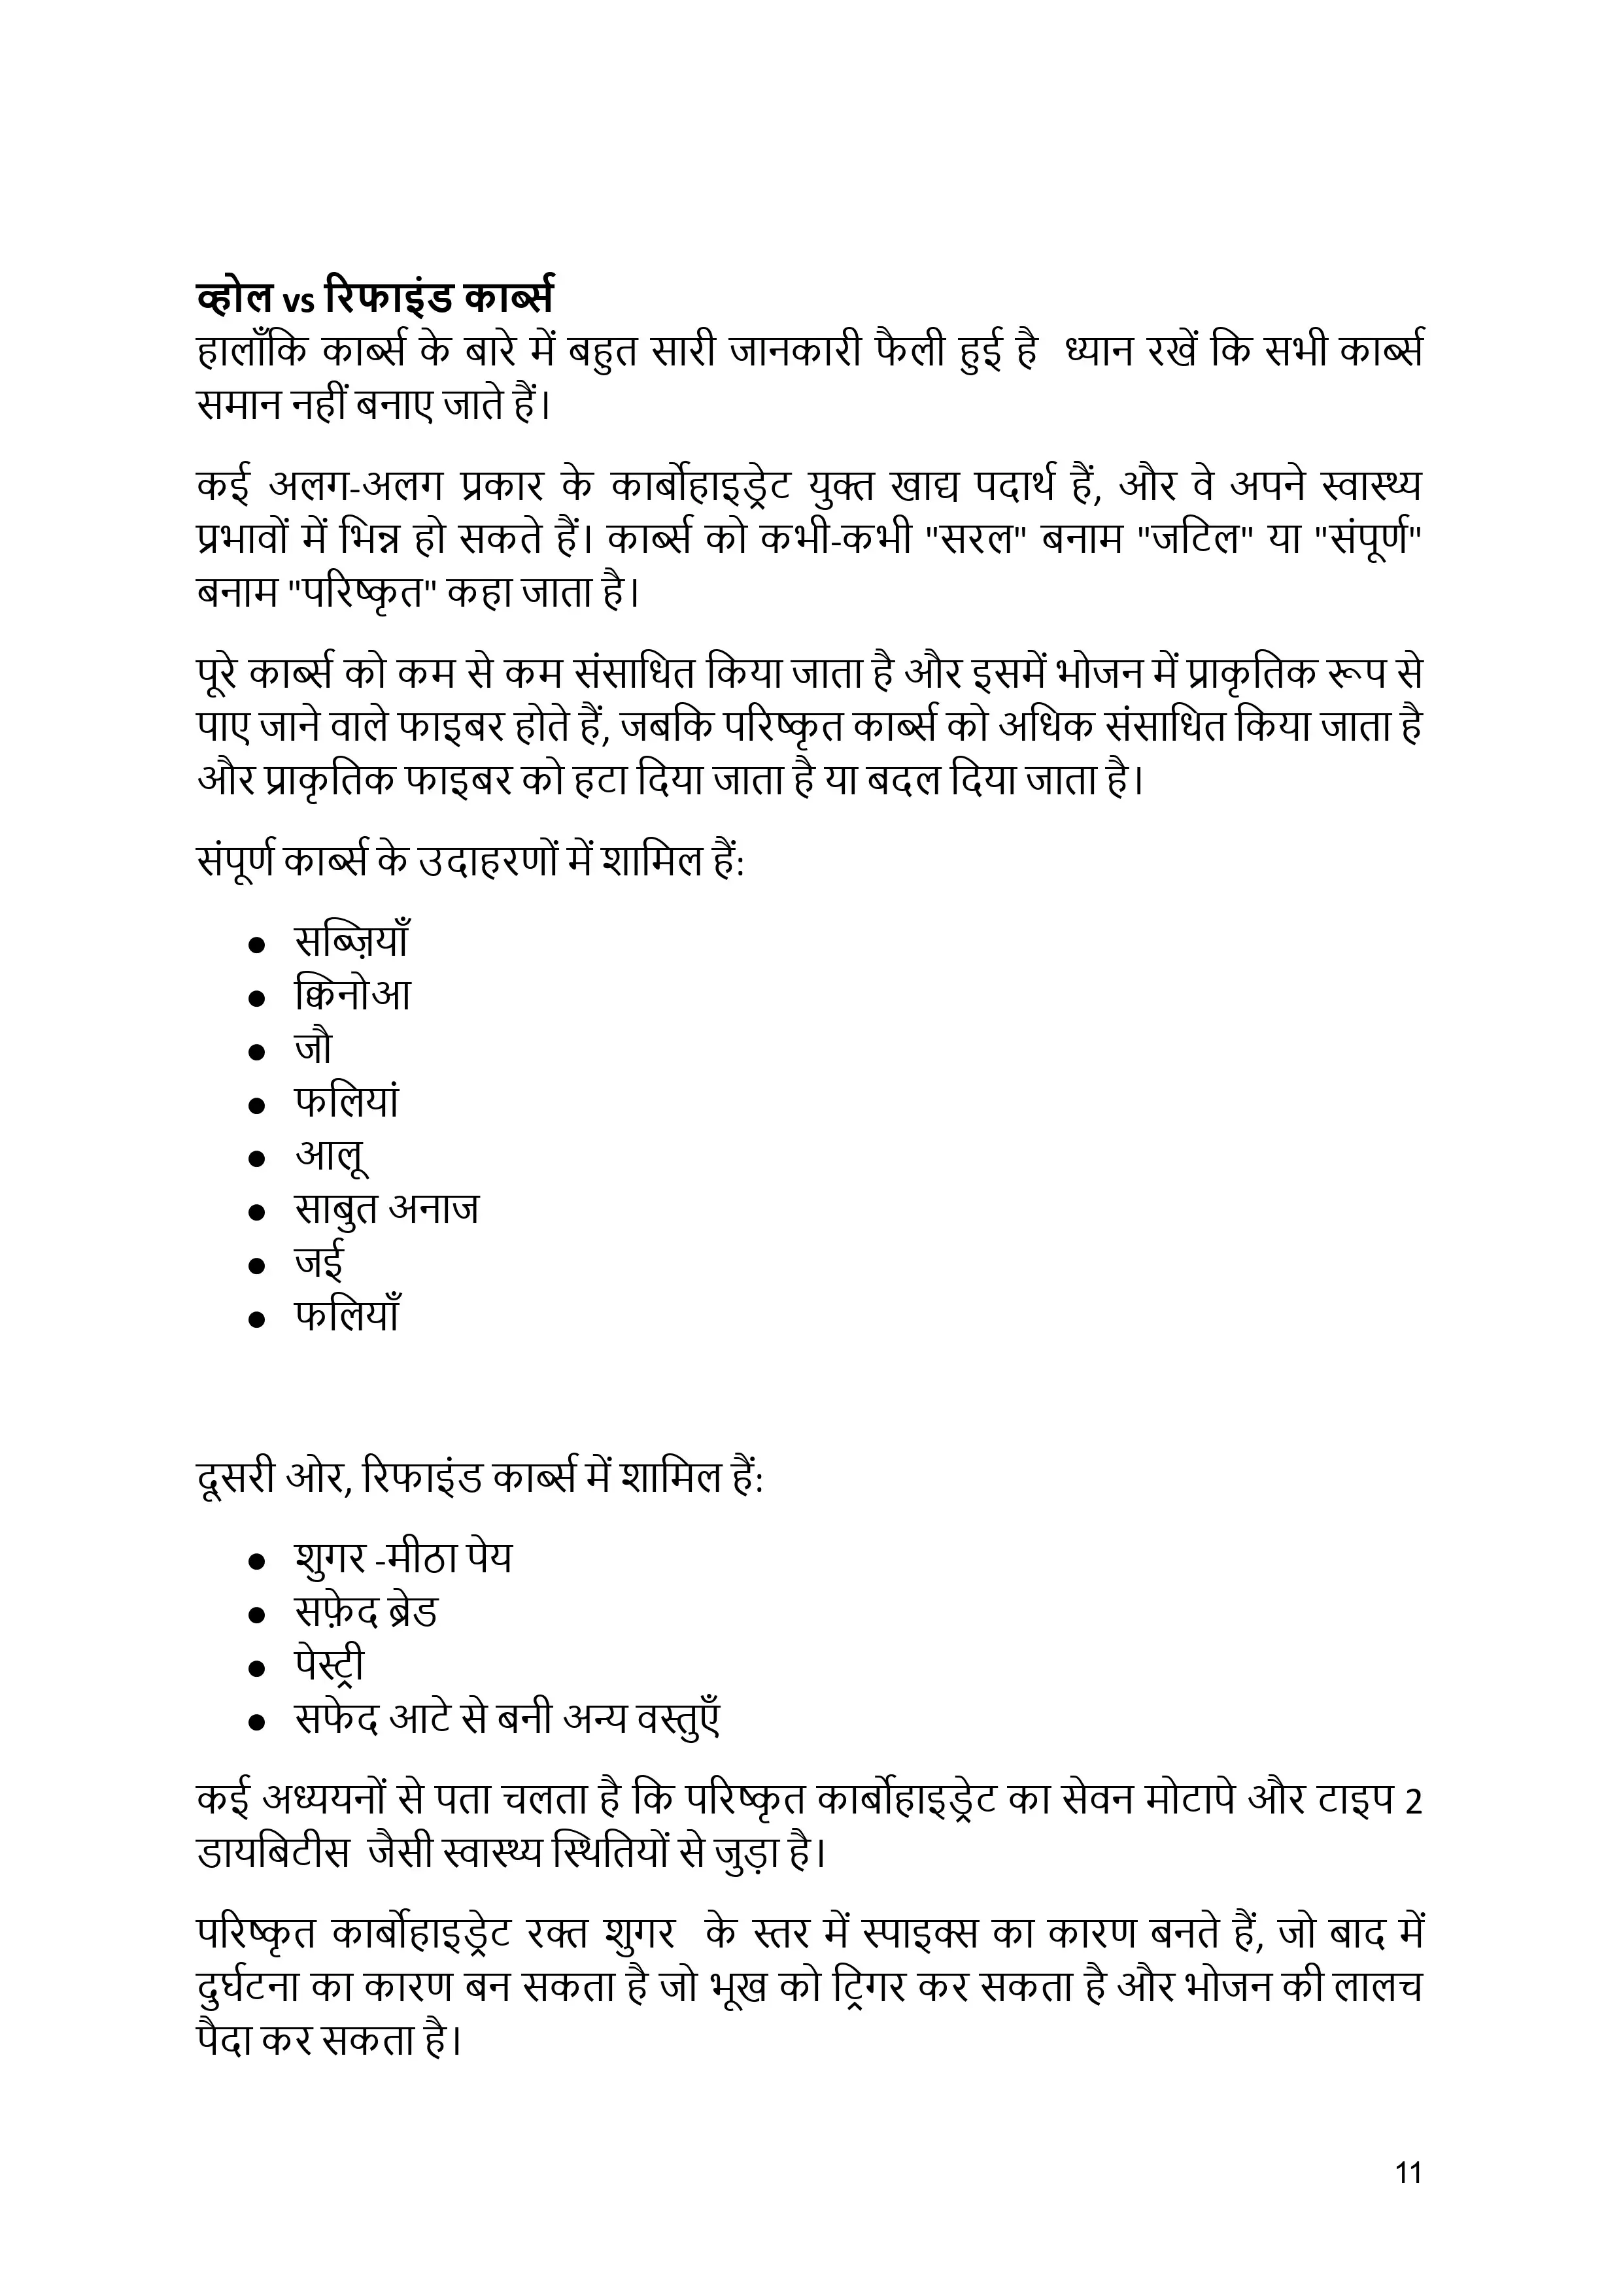 व्होल vs रिफाइंड कार्ब्स
हालाँकि कार्ब्स के बारे में बहुत सारी जानकारी फैली हुई है  ध्यान रखें कि सभी कार्ब्स
समान नहीं बनाए जाते हैं।
कई अलग-अलग प्रकार के कार्बोहाइड्रेट युक्त खाद्य पदार्थ हैं, और वे अपने स्वास्थ्य
प्रभावों में भिन्न हो सकते हैं। कार्ब्स को कभी-कभी "सरल" बनाम "जटिल" या "संपूर्ण"
बनाम "परिष्कृत" कहा जाता है।
पूरे कार्ब्स को कम से कम संसाधित किया जाता है और इसमें भोजन में प्राकृतिक रूप से
पाए जाने वाले फाइबर होते हैं, जबकि परिष्कृत कार्ब्स को अधिक संसाधित किया जाता है
और प्राकृतिक फाइबर को हटा दिया जाता है या बदल दिया जाता है।
संपूर्ण कार्ब्स के उदाहरणों में शामिल हैं:
● सब्ज़ियाँ
● क्विनोआ
● जौ
● फलियां
● आलू
● साबुत अनाज
● जई
● फलियाँ
दूसरी ओर, रिफाइंड कार्ब्स में शामिल हैं:
● शुगर -मीठा पेय
● सफ़ेद ब्रेड
● पेस्ट्री
● सफेद आटे से बनी अन्य वस्तुएँ
कई अध्ययनों से पता चलता है कि परिष्कृत कार्बोहाइड्रेट का सेवन मोटापे और टाइप 2
डायबिटीस  जैसी स्वास्थ्य स्थितियों से जुड़ा है।
परिष्कृत कार्बोहाइड्रेट रक्त शुगर  के स्तर में स्पाइक्स का कारण बनते हैं, जो बाद में
दुर्घटना का कारण बन सकता है जो भूख को ट्रिगर कर सकता है और भोजन की लालच
पैदा कर सकता है।
11